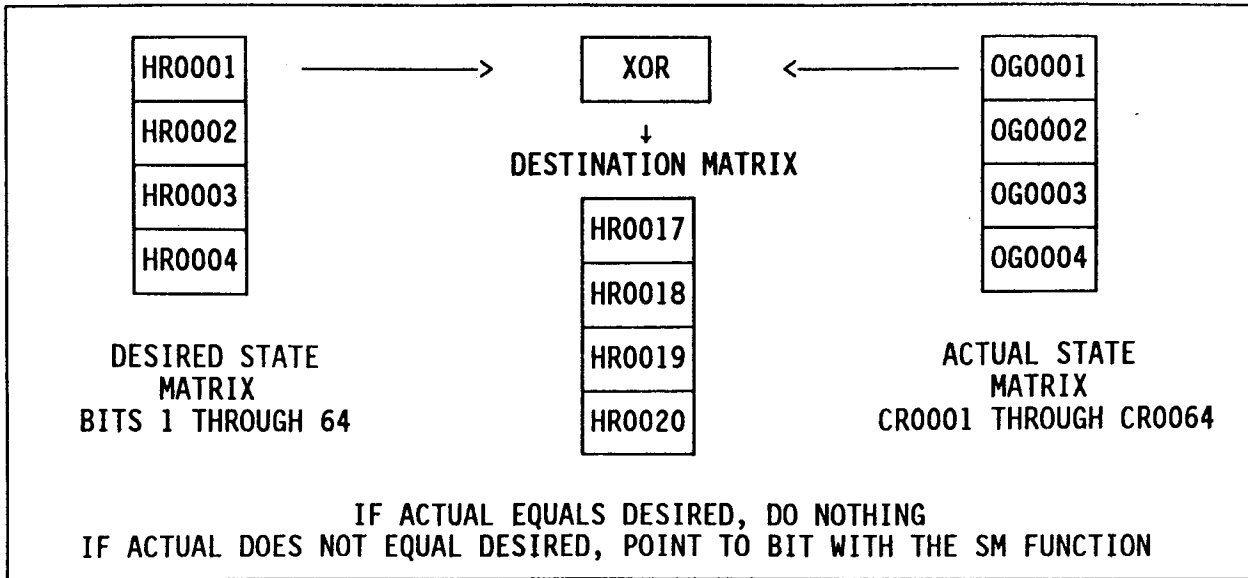 HR0001
HR0002
HR0003
HR0004
DESIRED STATE
MATRIX
BITS 1 THROUGH 64
XOR
DESTINATION MATRIX
HR0017
HR0018
HR0019
HR0020
OG0001
OG0002
OG0003
OG0004
ACTUAL STATE
MATRIX
CR0001 THROUGH CR0064
IF ACTUAL EQUALS DESIRED, DO NOTHING
IF ACTUAL DOES NOT EQUAL DESIRED, POINT TO BIT WITH THE SM FUNCTION